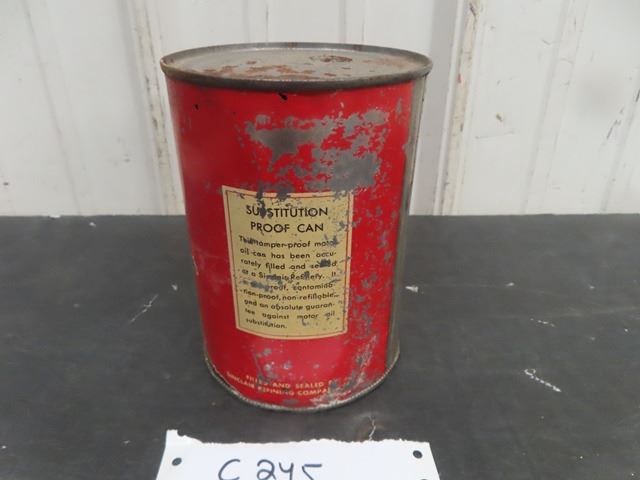 SUBSTITUTION
PROOF CAN
This tamper-proof motor
oil can has been accu-
rately filled and sealed
at a Sinclair Refinery. It
proof, contamina-
tion-proof, non-refillable,
and an absolute guaran-
tee against motor oil
substitution.
FILLED AND SEALED
SINCLAIR REFINING COMPA
C 245